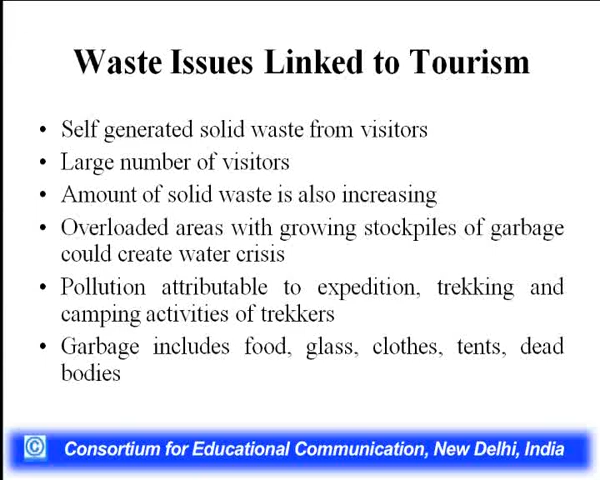 Waste Issues Linked to Tourism
• Self generated solid waste from visitors
• Large number of visitors
• Amount of solid waste is also increasing
• Overloaded areas with growing stockpiles of garbage
could create water crisis
• Pollution attributable to expedition, trekking and
camping activities of trekkers
• Garbage includes food, glass, clothes, tents, dead
bodies
© Consortium for Educational Communication, New Delhi, India